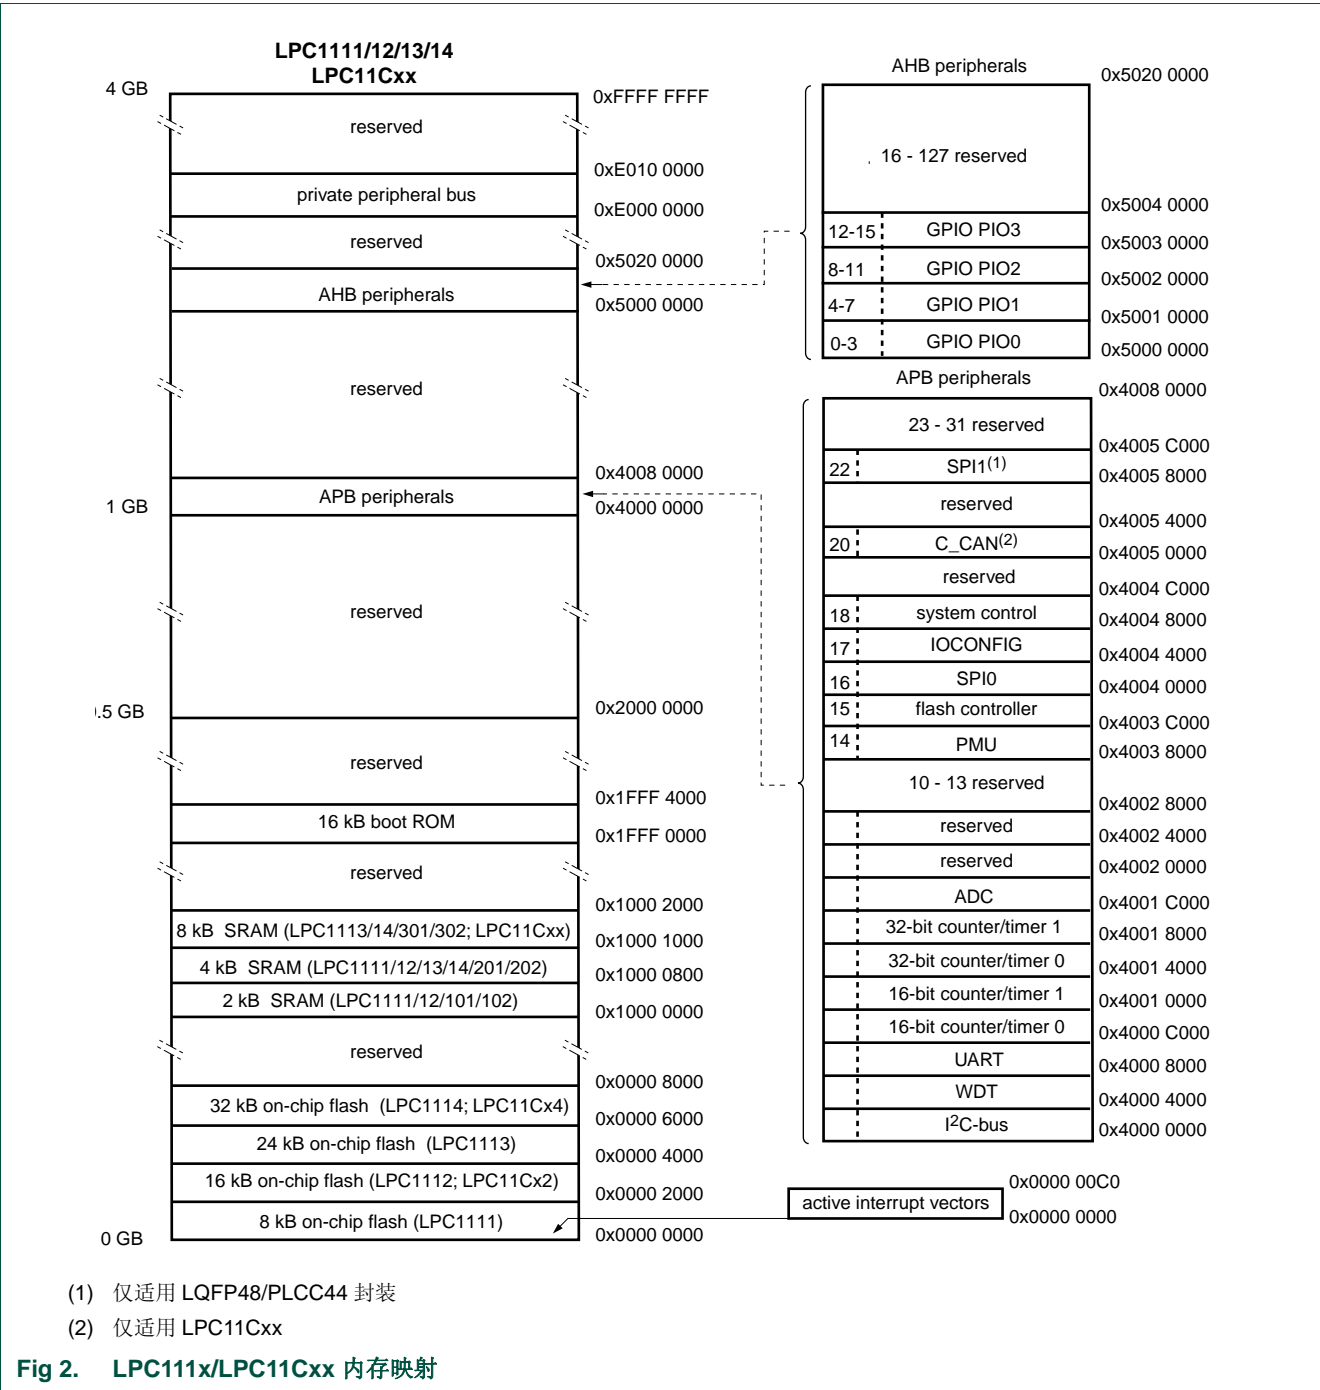 LPC1111/12/13/14
LPC11Cxx
4 GB
0xFFFF FFFF
reserved
0xE010 0000
private peripheral bus
0xE000 0000
reserved
0x5020 0000
AHB peripherals
0x5000 0000
reserved
0x4008 0000
APB peripherals
1 GB
0x4000 0000
reserved
.5 GB
0x2000 0000
reserved
0x1FFF 4000
16 kB boot ROM
0x1FFF 0000
reserved
0x1000 2000
8 kB SRAM (LPC1113/14/301/302; LPC11Cxx)
0x1000 1000
4 kB SRAM (LPC1111/12/13/14/201/202)
0x1000 0800
2 kB SRAM (LPC1111/12/101/102)
0x1000 0000
reserved
0x0000 8000
32 kB on-chip flash (LPC1114; LPC11Cx4)
0x0000 6000
24 kB on-chip flash (LPC1113)
0x0000 4000
16 kB on-chip flash (LPC1112; LPC11Cx2)
0x0000 2000
8 kB on-chip flash (LPC1111)
0 GB
0x0000 0000
AHB peripherals
0x5020 0000
16 - 127 reserved
0x5004 0000
12-15 GPIO PIO3
0x5003 0000
8-11 GPIO PIO2
0x5002 0000
4-7 GPIO PIO1
0x5001 0000
0-3 GPIO PIO0
0x5000 0000
APB peripherals
0x4008 0000
23 - 31 reserved
0x4005 C000
22 SPI1(1)
0x4005 8000
reserved
0x4005 4000
20 C_CAN(2)
0x4005 0000
reserved
0x4004 C000
18 system control
0x4004 8000
17 IOCONFIG
0x4004 4000
16 SPI0
0x4004 0000
15 flash controller
0x4003 C000
14 PMU
0x4003 8000
10 - 13 reserved
0x4002 8000
reserved
0x4002 4000
reserved
0x4002 0000
ADC
0x4001 C000
32-bit counter/timer 1
0x4001 8000
32-bit counter/timer 0
0x4001 4000
16-bit counter/timer 1
0x4001 0000
16-bit counter/timer 0
0x4000 C000
UART
0x4000 8000
WDT
0x4000 4000
I2C-bus
0x4000 0000
0x0000 00C0
active interrupt vectors
0x0000 0000
(1) 仅适用 LQFP48/PLCC44 封装
(2) 仅适用 LPC11Cxx
Fig 2. LPC111x/LPC11Cxx 内存映射